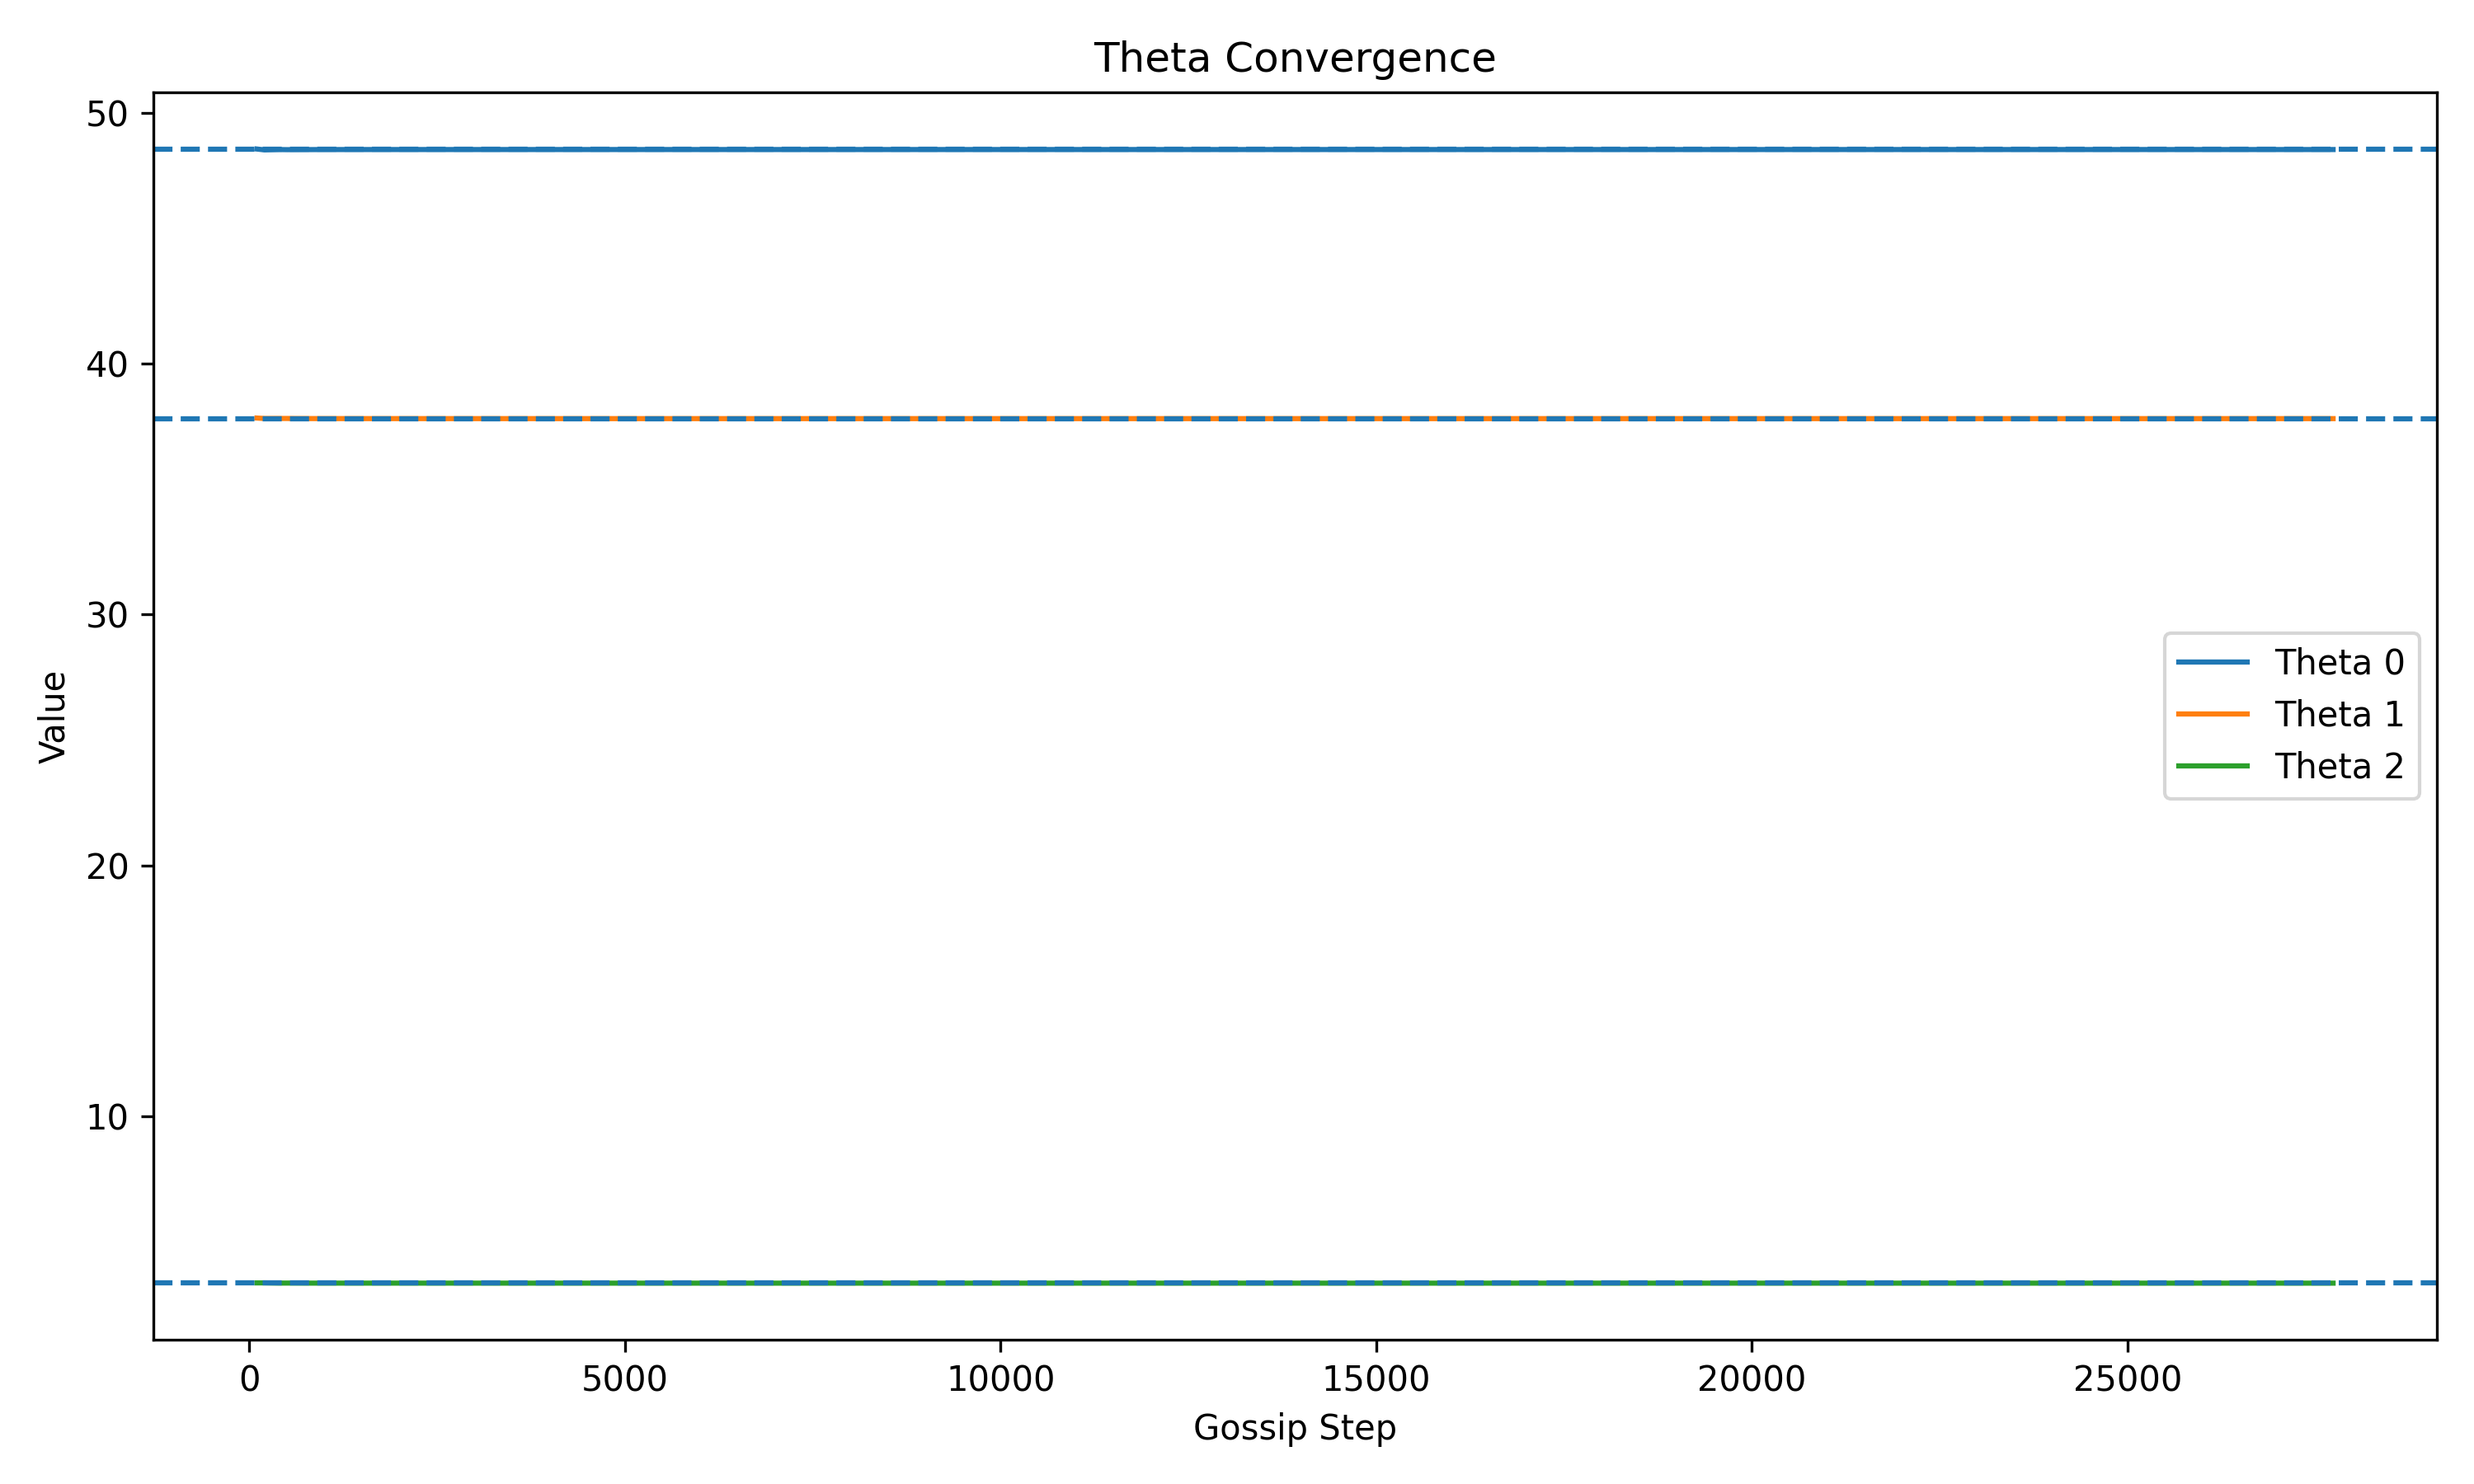 Theta Convergence
50
40
30
20
10
Value
Theta 0
Theta 1
Theta 2
0 5000 10000 15000 20000 25000
Gossip Step